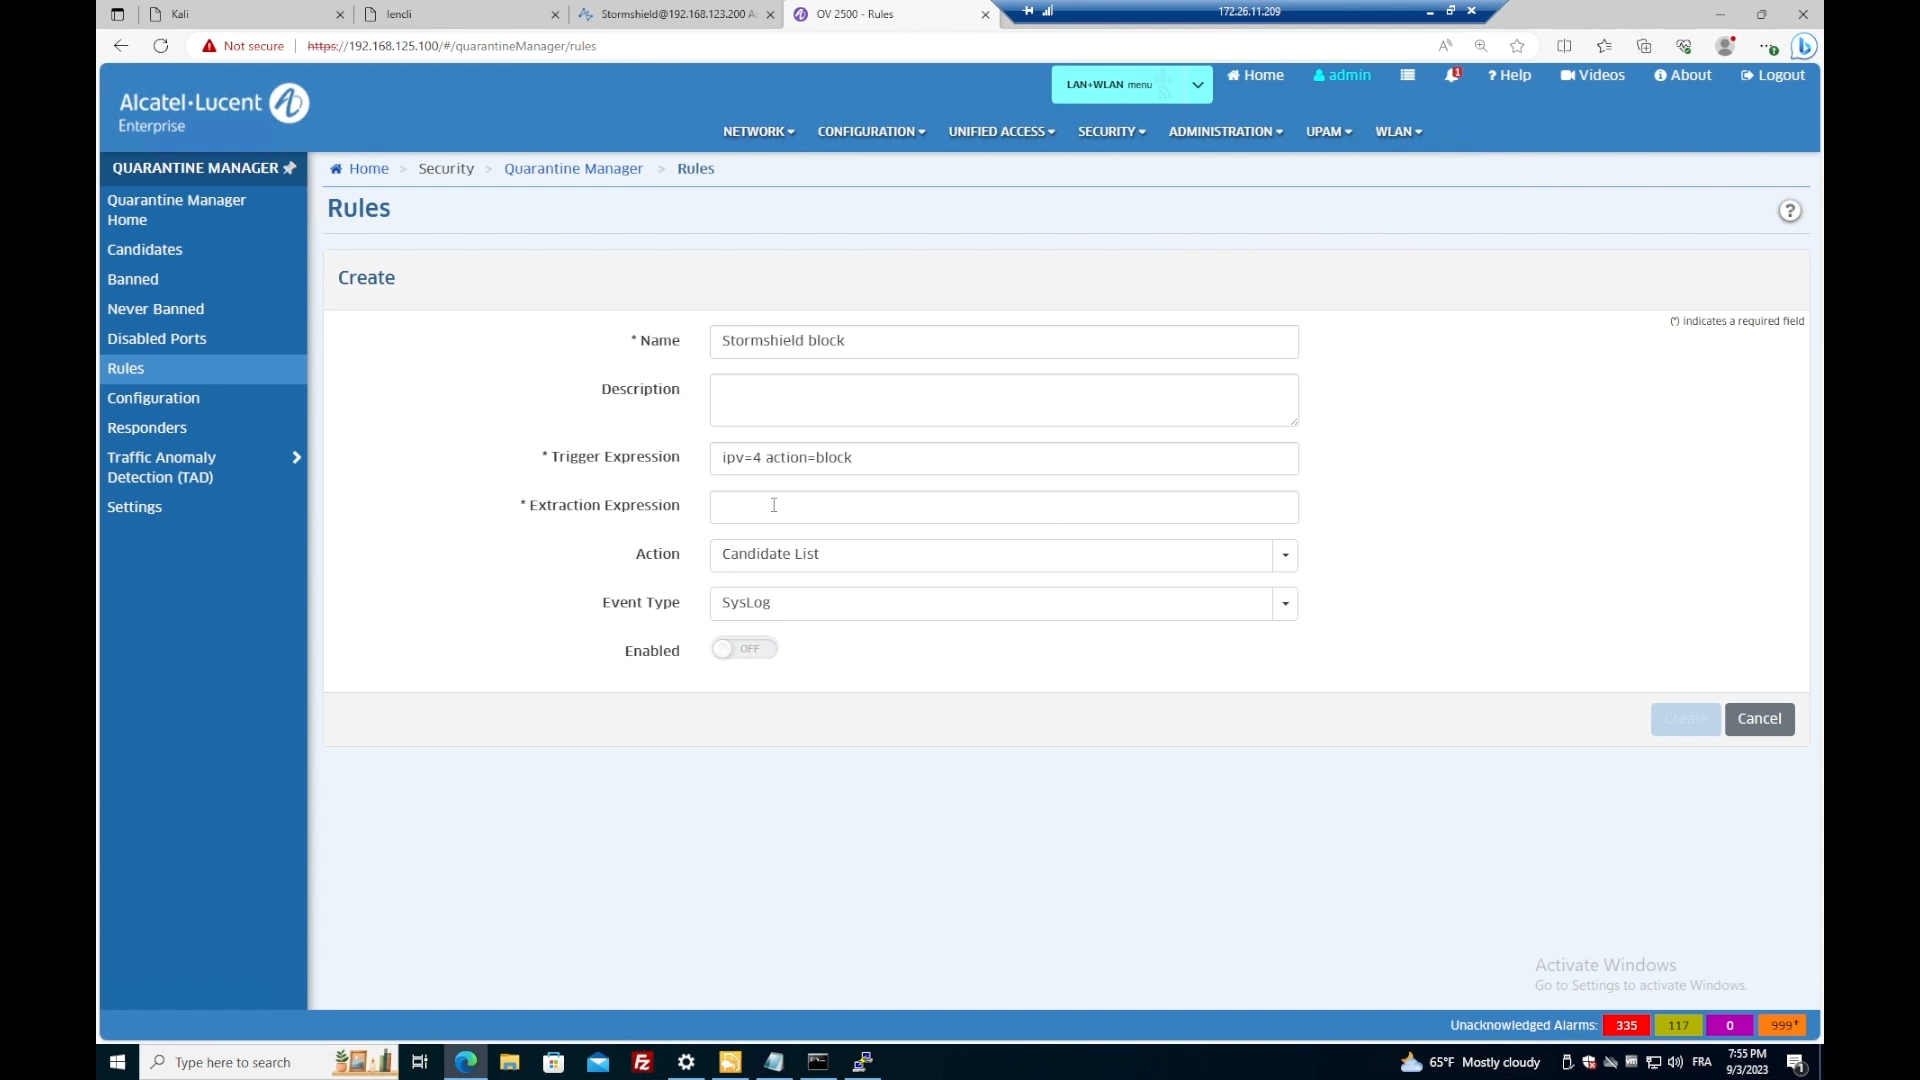 Kali
lencli
Stormshield@192.168.123.200 A
OV 2500 - Rules
172.26.11.209
Not secure
https://192.168.125.100/#/quarantineManager/rules
Alcatel·Lucent
Enterprise
LAN+WLAN menu
Home
admin
1
? Help
Videos
About
Logout
NETWORK
CONFIGURATION
UNIFIED ACCESS
SECURITY
ADMINISTRATION
UPAM
WLAN
QUARANTINE MANAGER
Quarantine Manager
Home
Candidates
Banned
Never Banned
Disabled Ports
Rules
Configuration
Responders
Traffic Anomaly
Detection (TAD)
Settings
Home > Security > Quarantine Manager > Rules
Rules
?
Create
(*) indicates a required field
* Name
Stormshield block
Description
* Trigger Expression
ipv=4 action=block
* Extraction Expression
Action
Candidate List
Event Type
SysLog
Enabled
OFF
Create
Cancel
Activate Windows
Go to Settings to activate Windows.
Unacknowledged Alarms:
335
117
0
999+
Type here to search
65°F Mostly cloudy
FRA
7:55 PM
9/3/2023
1